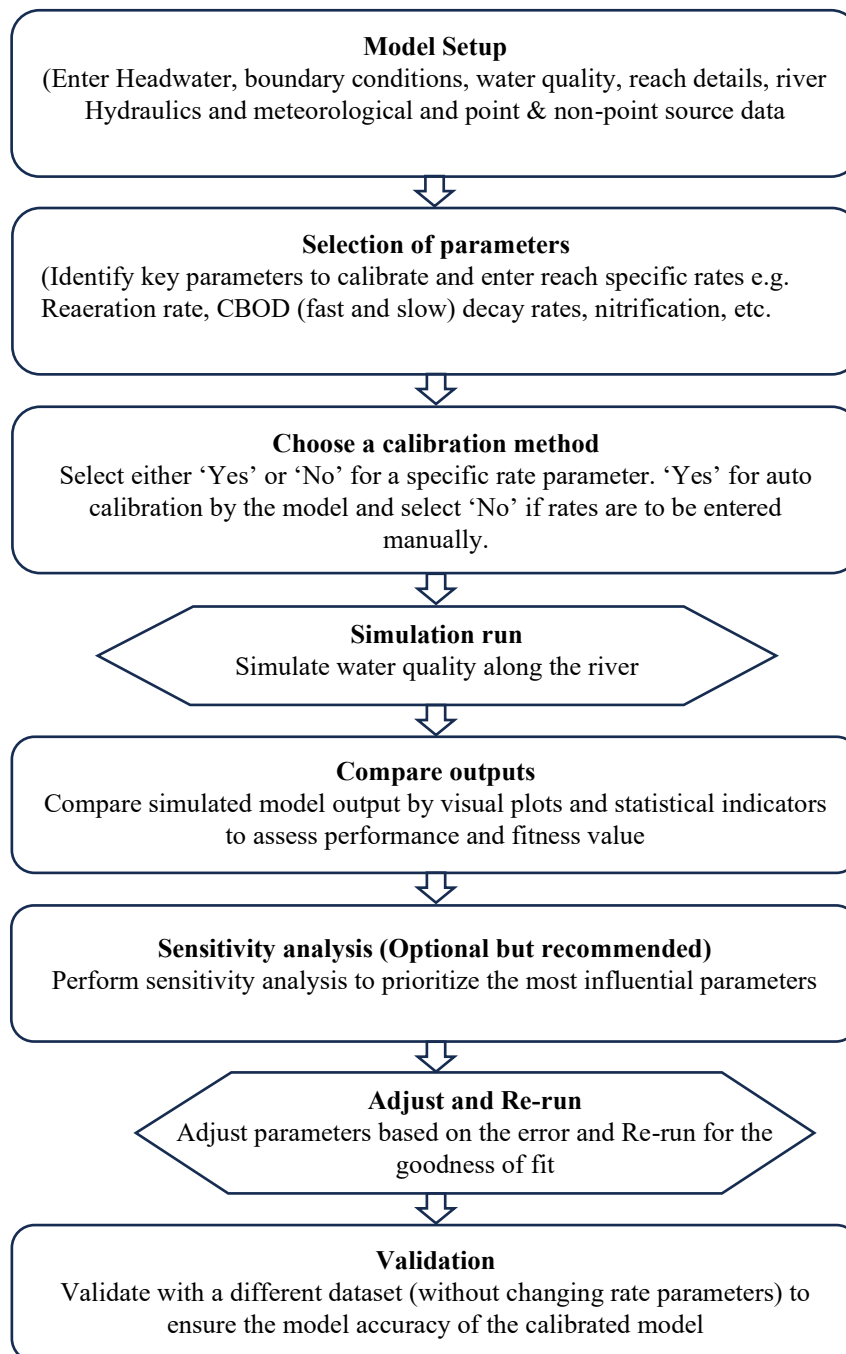 Model Setup
(Enter Headwater, boundary conditions, water quality, reach details, river
Hydraulics and meteorological and point & non-point source data
Selection of parameters
(Identify key parameters to calibrate and enter reach specific rates e.g.
Reaeration rate, CBOD (fast and slow) decay rates, nitrification, etc.
Choose a calibration method
Select either ‘Yes’ or ‘No’ for a specific rate parameter. ‘Yes’ for auto
calibration by the model and select ‘No’ if rates are to be entered
manually.
Simulation run
Simulate water quality along the river
Compare outputs
Compare simulated model output by visual plots and statistical indicators
to assess performance and fitness value
Sensitivity analysis (Optional but recommended)
Perform sensitivity analysis to prioritize the most influential parameters
Adjust and Re-run
Adjust parameters based on the error and Re-run for the
goodness of fit
Validation
Validate with a different dataset (without changing rate parameters) to
ensure the model accuracy of the calibrated model